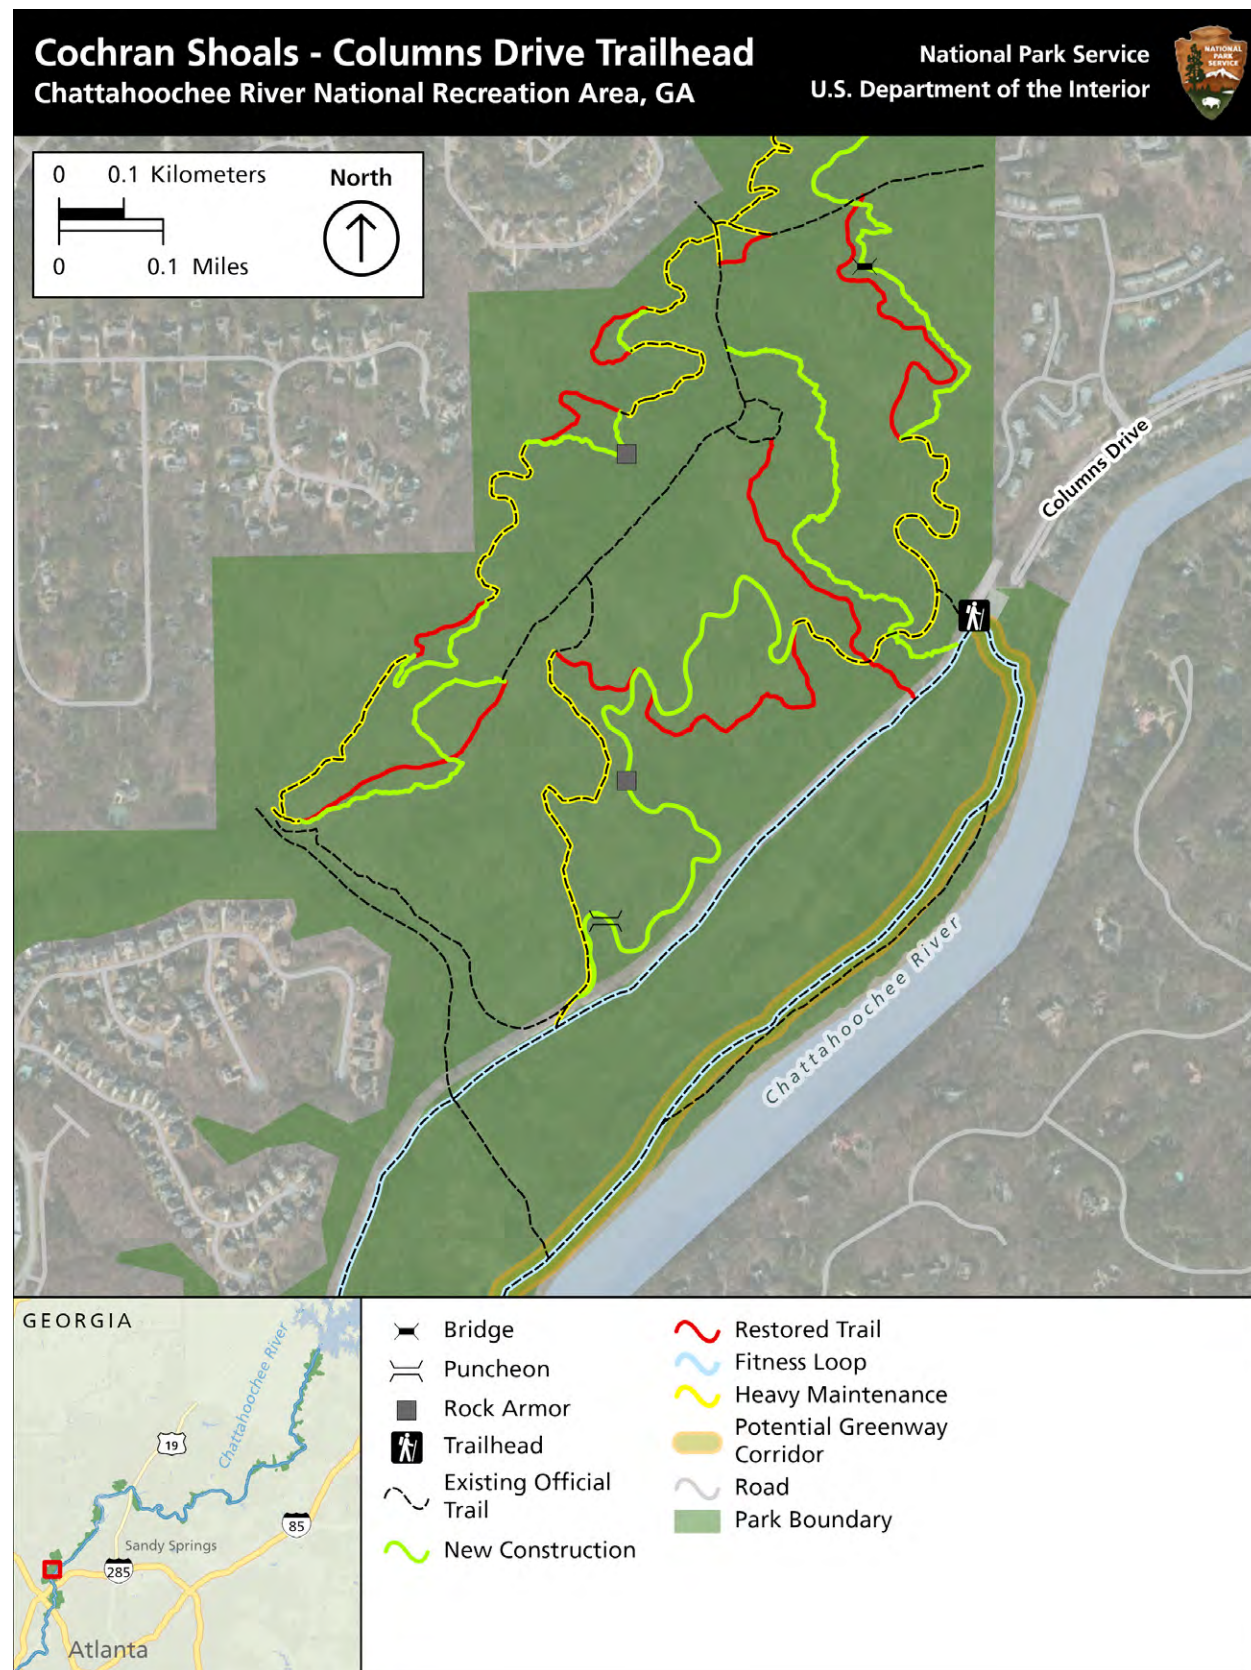 Cochran Shoals - Columns Drive Trailhead
Chattahoochee River National Recreation Area, GA
National Park Service
U.S. Department of the Interior
NATIONAL
PARK
SERVICE
0 0.1 Kilometers
0 0.1 Miles
North
Columns Drive
Chattahoochee River
GEORGIA
Chattahoochee River
19
85
Sandy Springs
285
Atlanta
Bridge
Puncheon
Rock Armor
Trailhead
Existing Official
Trail
New Construction
Restored Trail
Fitness Loop
Heavy Maintenance
Potential Greenway
Corridor
Road
Park Boundary